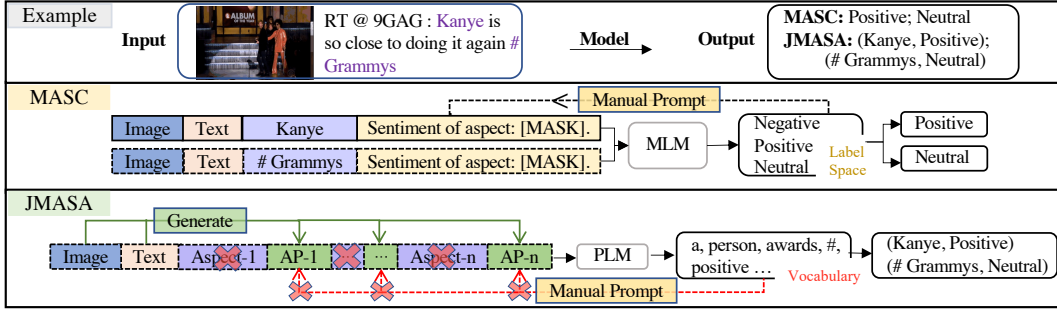 Example
Input
ALBUM
RT @ 9GAG : Kanye is
so close to doing it again #
Grammys
Model
Output
MASC: Positive; Neutral
JMASA: (Kanye, Positive);
(# Grammys, Neutral)
MASC
Manual Prompt
Image Text Kanye Sentiment of aspect: [MASK].
Image Text # Grammys Sentiment of aspect: [MASK].
MLM
Negative
Positive
Neutral
Label
Space
Positive
Neutral
JMASA
Generate
Image Text Aspect-1 AP-1 ... ... Aspect-n AP-n
PLM
a, person, awards, #,
positive ...
Vocabulary
(Kanye, Positive)
(# Grammys, Neutral)
Manual Prompt